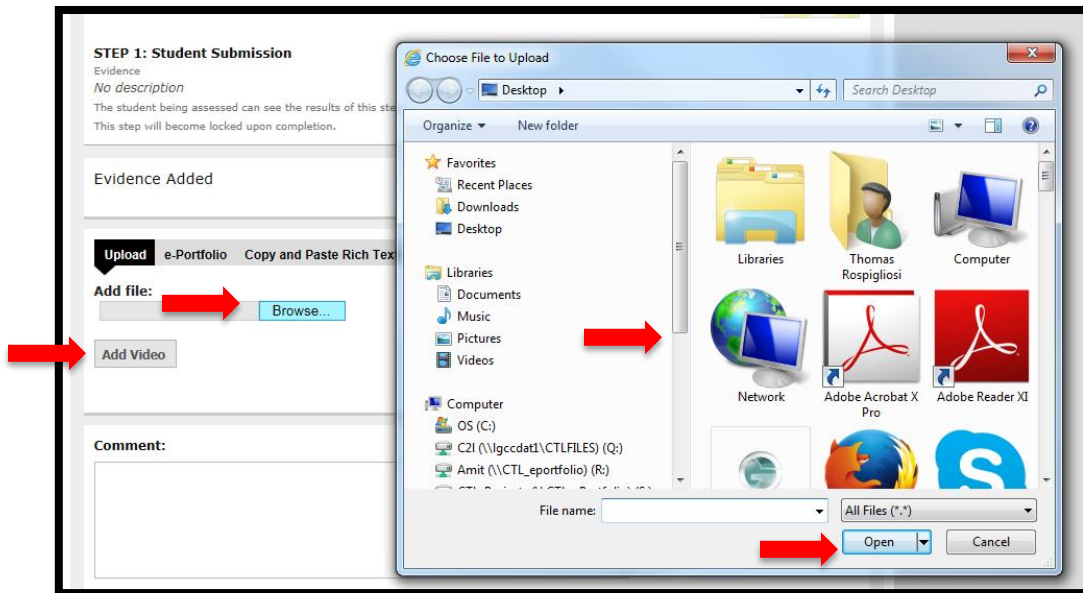 STEP 1: Student Submission
Evidence
No description
The student being assessed can see the results of this ste
This step will become locked upon completion.
Evidence Added
Upload e-Portfolio Copy and Paste Rich Tex
Add file:
Browse...
Add Video
Comment:
Choose File to Upload
Desktop
Search Desktop
Organize New folder
Favorites
Recent Places
Downloads
Desktop
Libraries
Documents
Music
Pictures
Videos
Computer
OS (C:)
C2I (\\lgccdat1\CTLFILES) (Q:)
Amit (\\CTL_eportfolio) (R:)
Libraries
Thomas
Rospigliosi
Computer
Network
Adobe Acrobat X
Pro
Adobe Reader XI
File name:
All Files (*.*)
Open
Cancel